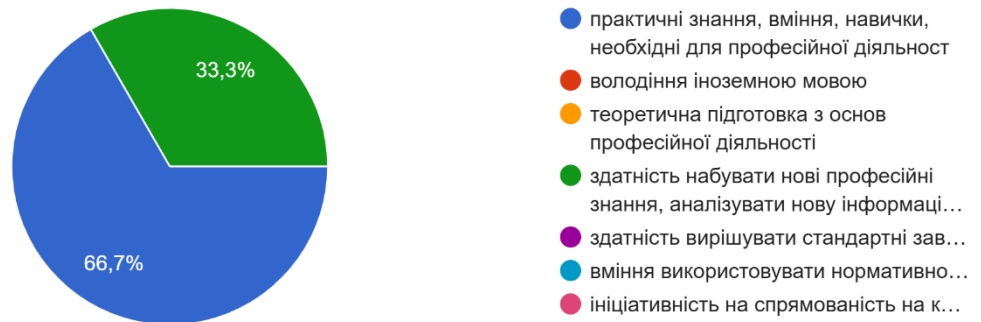 33,3%
66,7%
практичні знання, вміння, навички,
необхідні для професійної діяльност
володіння іноземною мовою
теоретична підготовка з основ
професійної діяльності
здатність набувати нові професійні
знання, аналізувати нову інформаці…
здатність вирішувати стандартні зав…
вміння використовувати нормативно…
ініціативність на спрямованість на к…